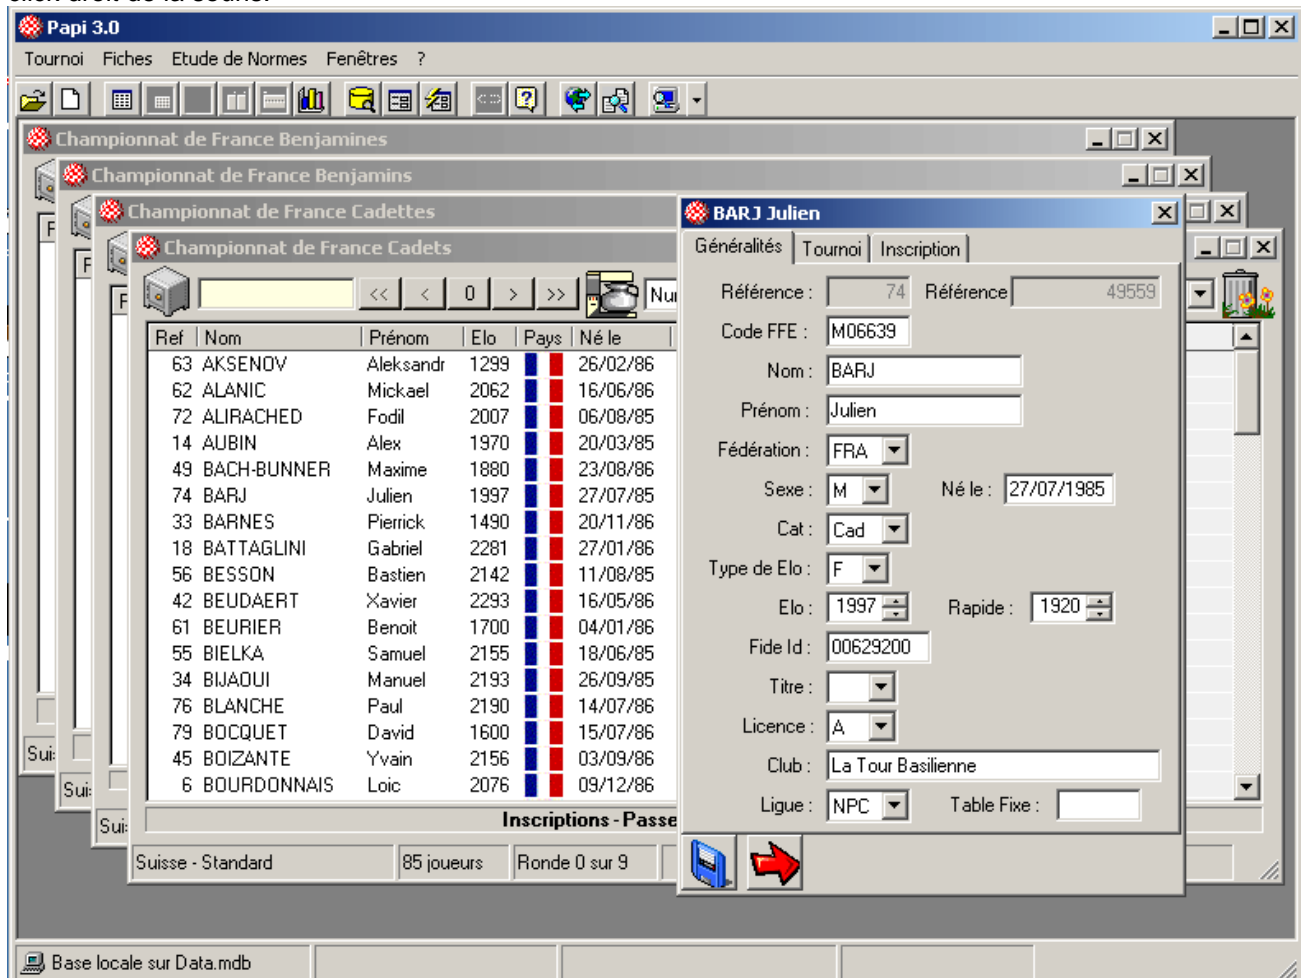 Papi 3.0
Tournoi Fiches Etude de Normes Fenêtres ?
Championnat de France Benjamines
Championnat de France Benjamins
Championnat de France Cadettes
Championnat de France Cadets
<< < 0 > >>
Ref Nom Prénom Elo Pays Né le
63 AKSENOV Aleksandr 1299 26/02/86
62 ALANIC Mickael 2062 16/06/86
72 ALIRACHED Fodil 2007 06/08/85
14 AUBIN Alex 1970 20/03/85
49 BACH-BUNNER Maxime 1880 23/08/86
74 BARJ Julien 1997 27/07/85
33 BARNES Pierrick 1490 20/11/86
18 BATTAGLINI Gabriel 2281 27/01/86
56 BESSON Bastien 2142 11/08/85
42 BEUDAERT Xavier 2293 16/05/86
61 BEURIER Benoit 1700 04/01/86
55 BIELKA Samuel 2155 18/06/85
34 BIJAOUI Manuel 2193 26/09/85
76 BLANCHE Paul 2190 14/07/86
79 BOCQUET David 1600 15/07/86
45 BOIZANTE Yvain 2156 03/09/86
6 BOURDONNAIS Loic 2076 09/12/86
Inscriptions - Passe
Suisse - Standard 85 joueurs Ronde 0 sur 9
BARJ Julien
Généralités Tournoi Inscription
Référence : 74 Référence 49559
Code FFE : M06639
Nom : BARJ
Prénom : Julien
Fédération : FRA
Sexe : M Né le : 27/07/1985
Cat : Cad
Type de Elo : F
Elo : 1997 Rapide : 1920
Fide Id : 00629200
Titre :
Licence : A
Club : La Tour Basilienne
Ligue : NPC Table Fixe :
Base locale sur Data.mdb